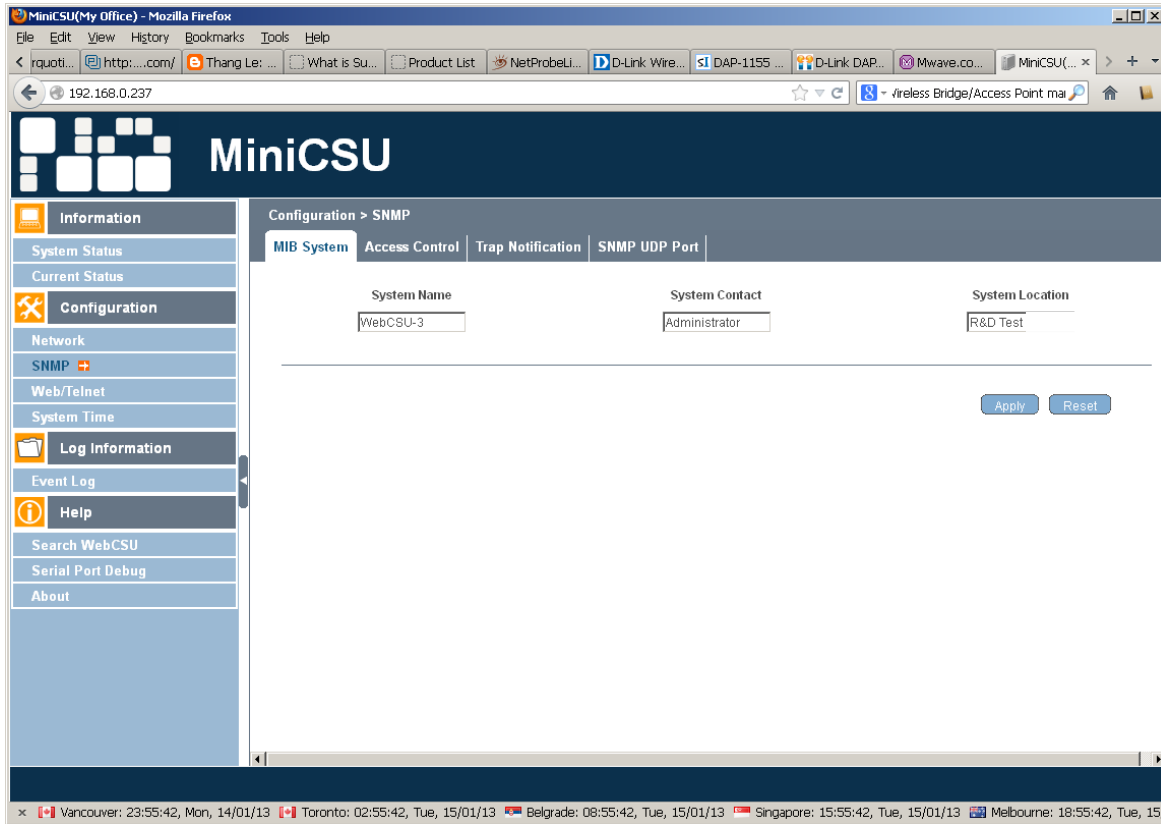 MiniCSU(My Office) - Mozilla Firefox
File Edit View History Bookmarks Tools Help
rquoti... http:....com/ Thang Le: ... What is Su... Product List NetProbeLi... D-Link Wire... DAP-1155 ... D-Link DAP... Mwave.co... MiniCSU(... ×
192.168.0.237 Vireless Bridge/Access Point mai
MiniCSU
Information
System Status
Current Status
Configuration
Network
SNMP
Web/Telnet
System Time
Log Information
Event Log
Help
Search WebCSU
Serial Port Debug
About
Configuration > SNMP
MIB System Access Control Trap Notification SNMP UDP Port
System Name System Contact System Location
WebCSU-3 Administrator R&D Test
Apply Reset
× Vancouver: 23:55:42, Mon, 14/01/13 Toronto: 02:55:42, Tue, 15/01/13 Belgrade: 08:55:42, Tue, 15/01/13 Singapore: 15:55:42, Tue, 15/01/13 Melbourne: 18:55:42, Tue, 15